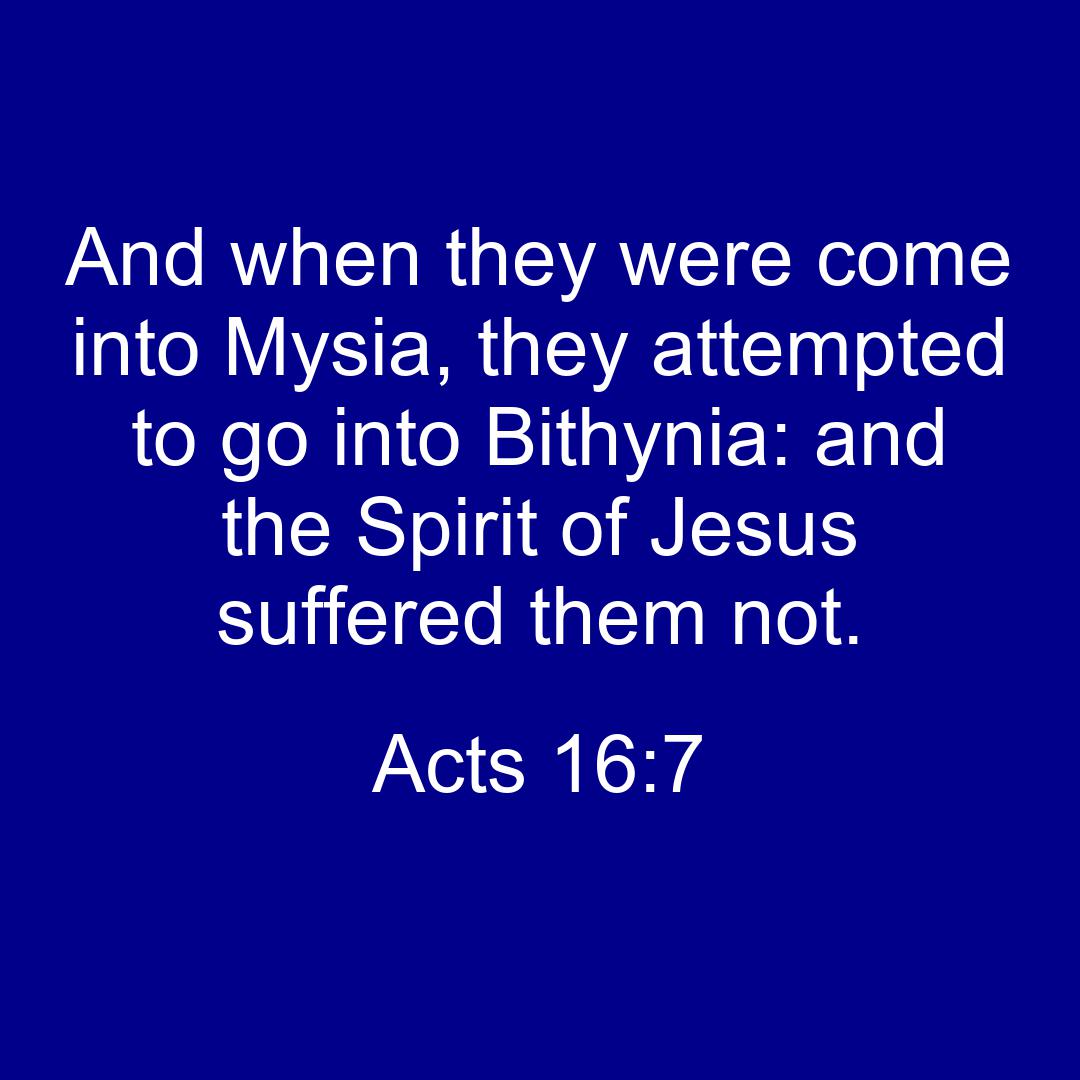 And when they were come
into Mysia, they attempted
to go into Bithynia: and
the Spirit of Jesus
suffered them not.
Acts 16:7